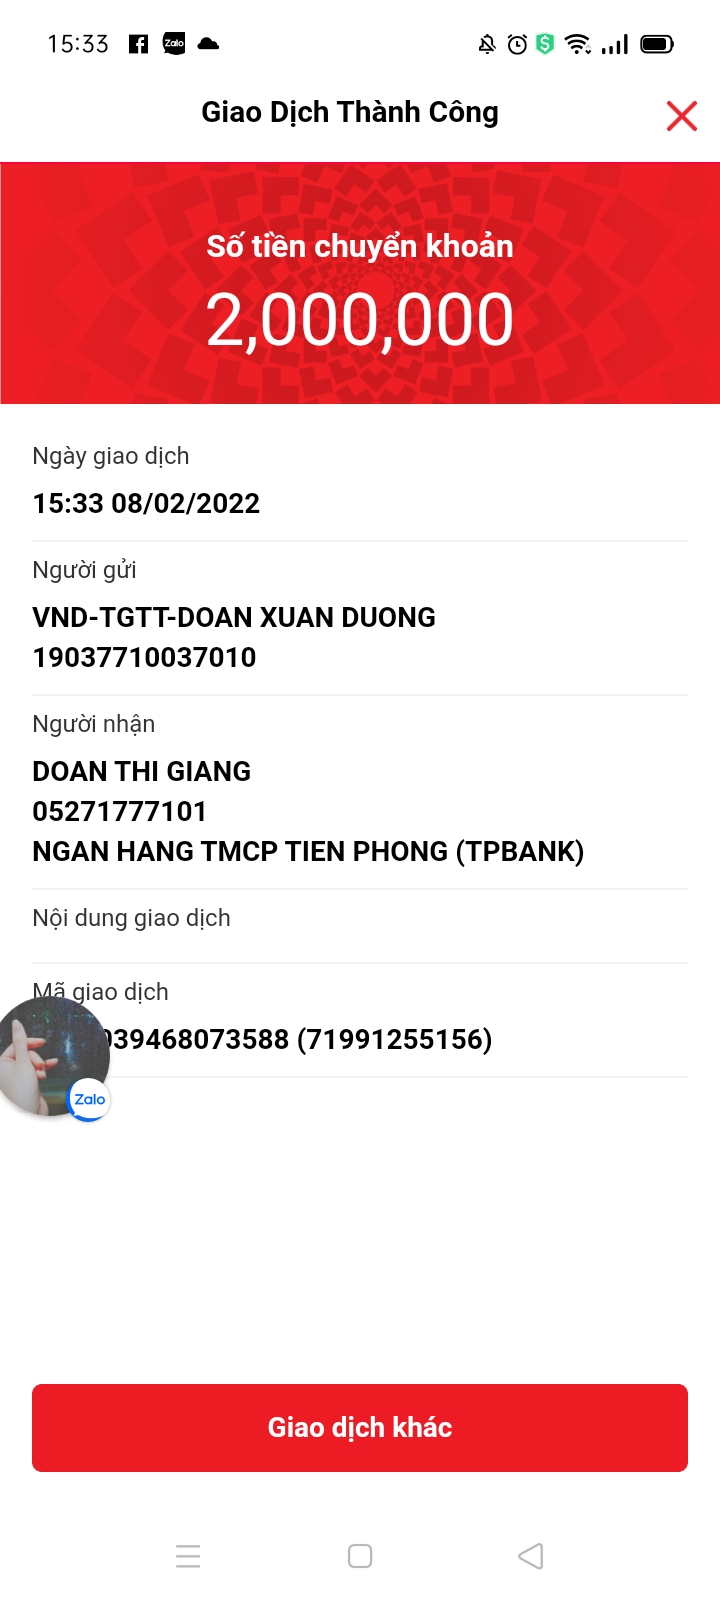 15:33 Zalo
Giao Dịch Thành Công
Số tiền chuyển khoản
2,000,000
Ngày giao dịch
15:33 08/02/2022
Người gửi
VND-TGTT-DOAN XUAN DUONG
19037710037010
Người nhận
DOAN THI GIANG
05271777101
NGAN HANG TMCP TIEN PHONG (TPBANK)
Nội dung giao dịch
Mã giao dịch
39468073588 (71991255156)
Zalo
Giao dịch khác